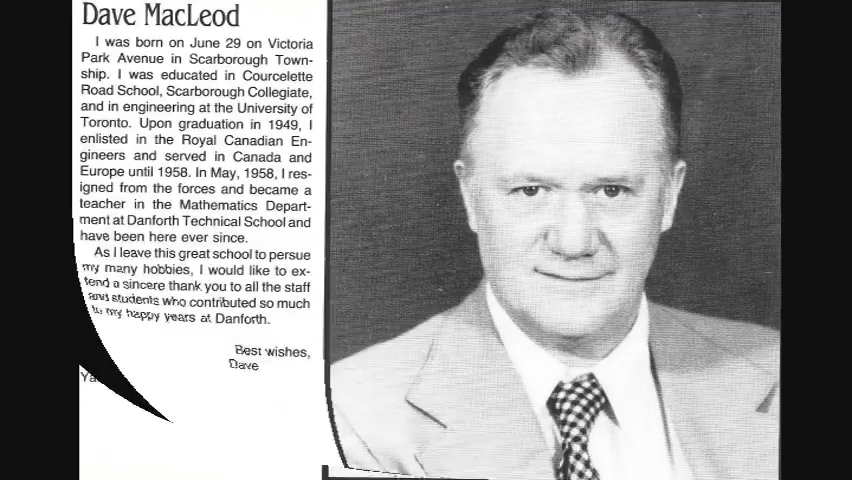 Dave MacLeod
I was born on June 29 on Victoria
Park Avenue in Scarborough Town-
ship. I was educated in Courcelette
Road School, Scarborough Collegiate,
and in engineering at the University of
Toronto. Upon graduation in 1949, I
enlisted in the Royal Canadian En-
gineers and served in Canada and
Europe until 1958. In May, 1958, I res-
igned from the forces and became a
teacher in the Mathematics Depart-
ment at Danforth Technical School and
have been here ever since.
As I leave this great school to persue
my many hobbies, I would like to ex-
tend a sincere thank you to all the staff
and students who contributed so much
to my happy years at Danforth.
Best wishes,
Dave